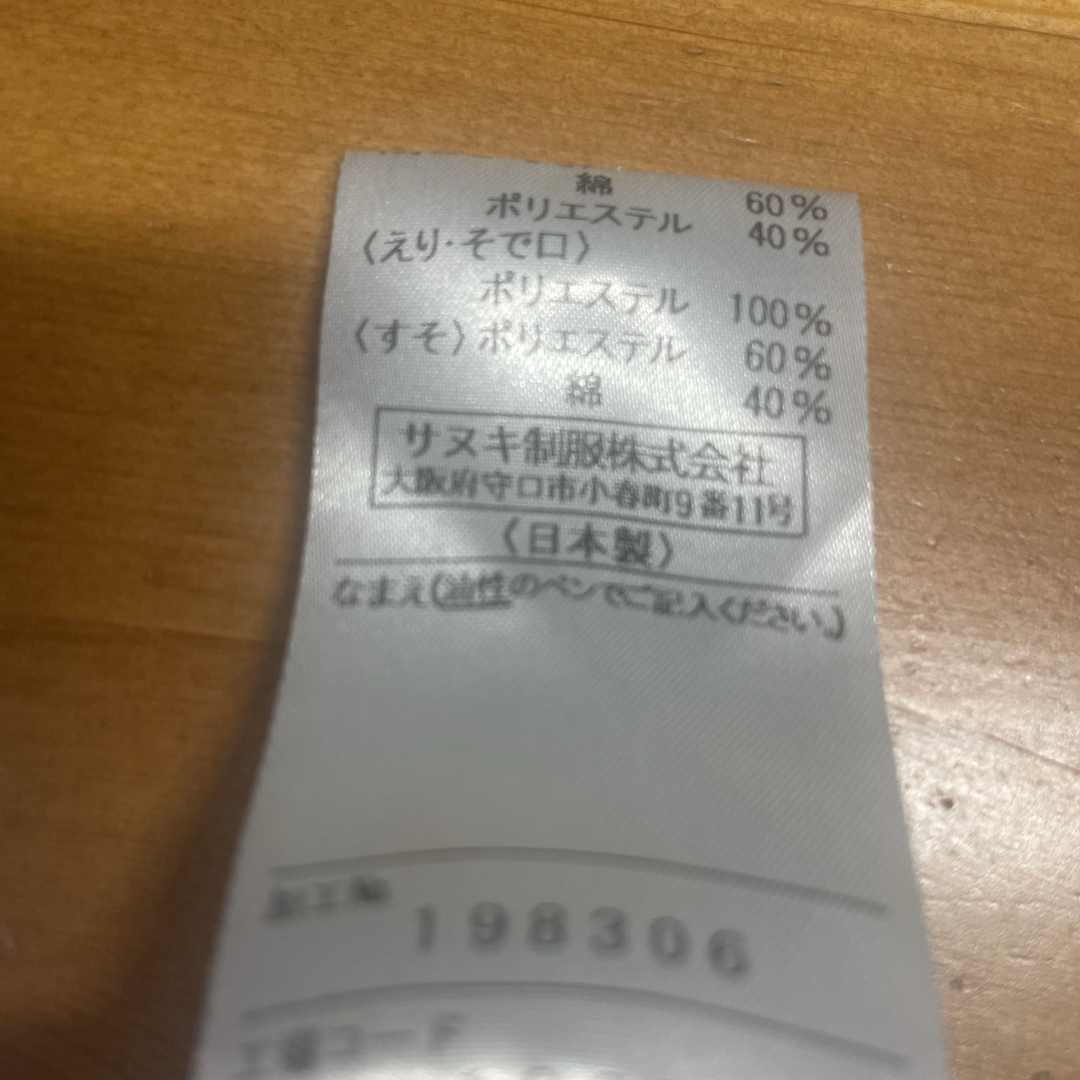 綿 60%
ポリエステル 40%
〈えり・そで口〉
ポリエステル 100%
〈すそ〉ポリエステル 60%
綿 40%
サヌキ制服株式会社
大阪府守口市小春町9番11号
〈日本製〉
なまえ(油性のペンでご記入ください。)
198306
コード